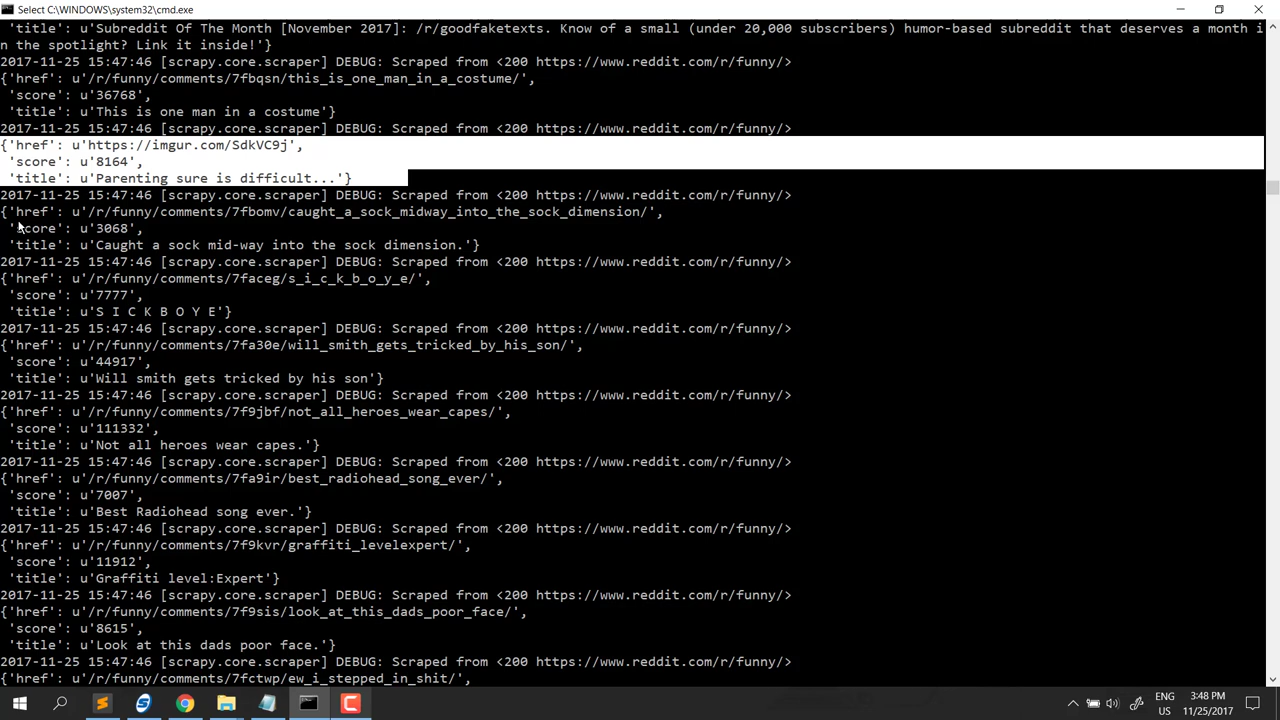 Select C:\WINDOWS\system32\cmd.exe
'title': u'Subreddit Of The Month [November 2017]: /r/goodfaketexts. Know of a small (under 20,000 subscribers) humor-based subreddit that deserves a month i
n the spotlight? Link it inside!'}
2017-11-25 15:47:46 [scrapy.core.scraper] DEBUG: Scraped from <200 https://www.reddit.com/r/funny/>
{'href': u'/r/funny/comments/7fbqsn/this_is_one_man_in_a_costume/',
'score': u'36768',
'title': u'This is one man in a costume'}
2017-11-25 15:47:46 [scrapy.core.scraper] DEBUG: Scraped from <200 https://www.reddit.com/r/funny/>
{'href': u'https://imgur.com/SdkVC9j',
'score': u'8164',
'title': u'Parenting sure is difficult...'}
2017-11-25 15:47:46 [scrapy.core.scraper] DEBUG: Scraped from <200 https://www.reddit.com/r/funny/>
{'href': u'/r/funny/comments/7fbomv/caught_a_sock_midway_into_the_sock_dimension/',
'score': u'3068',
'title': u'Caught a sock mid-way into the sock dimension.'}
2017-11-25 15:47:46 [scrapy.core.scraper] DEBUG: Scraped from <200 https://www.reddit.com/r/funny/>
{'href': u'/r/funny/comments/7faceg/s_i_c_k_b_o_y_e/',
'score': u'7777',
'title': u'S I C K B O Y E'}
2017-11-25 15:47:46 [scrapy.core.scraper] DEBUG: Scraped from <200 https://www.reddit.com/r/funny/>
{'href': u'/r/funny/comments/7fa30e/will_smith_gets_tricked_by_his_son/',
'score': u'44917',
'title': u'Will smith gets tricked by his son'}
2017-11-25 15:47:46 [scrapy.core.scraper] DEBUG: Scraped from <200 https://www.reddit.com/r/funny/>
{'href': u'/r/funny/comments/7f9jbf/not_all_heroes_wear_capes/',
'score': u'111332',
'title': u'Not all heroes wear capes.'}
2017-11-25 15:47:46 [scrapy.core.scraper] DEBUG: Scraped from <200 https://www.reddit.com/r/funny/>
{'href': u'/r/funny/comments/7fa9ir/best_radiohead_song_ever/',
'score': u'7007',
'title': u'Best Radiohead song ever.'}
2017-11-25 15:47:46 [scrapy.core.scraper] DEBUG: Scraped from <200 https://www.reddit.com/r/funny/>
{'href': u'/r/funny/comments/7f9kvr/graffiti_levelexpert/',
'score': u'11912',
'title': u'Graffiti level:Expert'}
2017-11-25 15:47:46 [scrapy.core.scraper] DEBUG: Scraped from <200 https://www.reddit.com/r/funny/>
{'href': u'/r/funny/comments/7f9sis/look_at_this_dads_poor_face/',
'score': u'8615',
'title': u'Look at this dads poor face.'}
2017-11-25 15:47:46 [scrapy.core.scraper] DEBUG: Scraped from <200 https://www.reddit.com/r/funny/>
{'href': u'/r/funny/comments/7fctwp/ew_i_stepped_in_shit/',
ENG
US
3:48 PM
11/25/2017